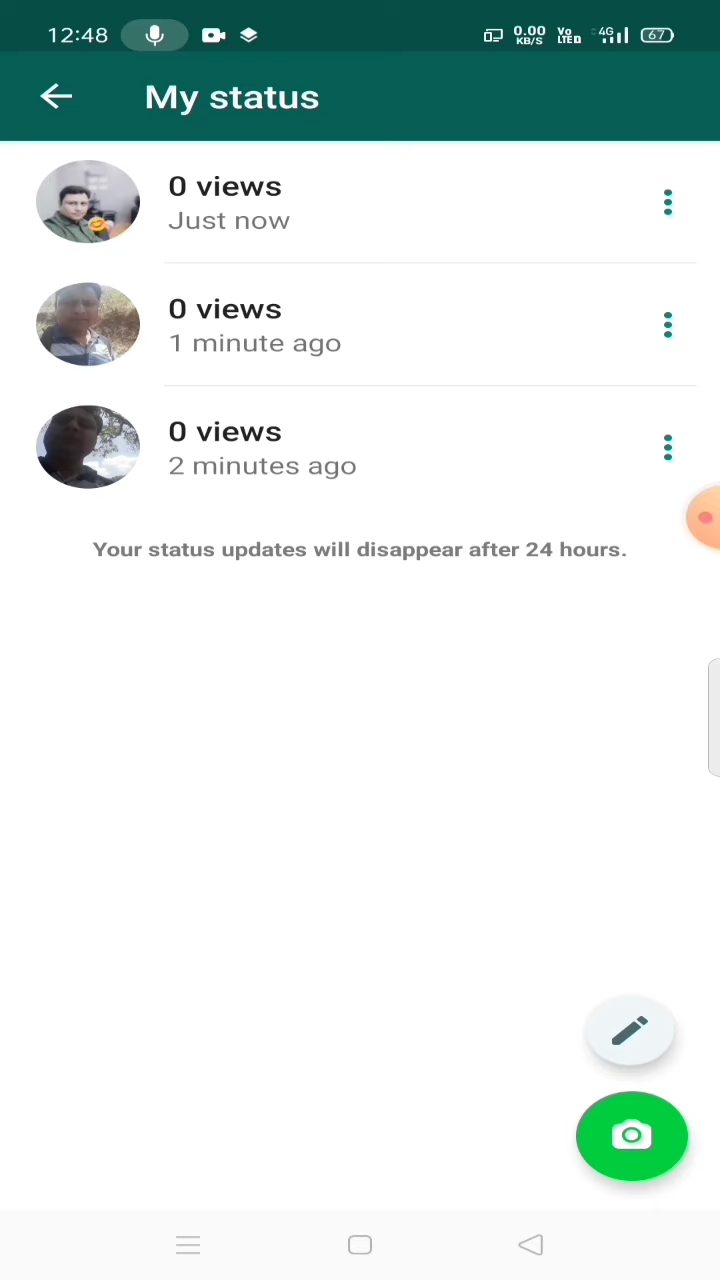 12:48
0.00 KB/S
Vo LTE
4G
67
My status
0 views
Just now
0 views
1 minute ago
0 views
2 minutes ago
Your status updates will disappear after 24 hours.